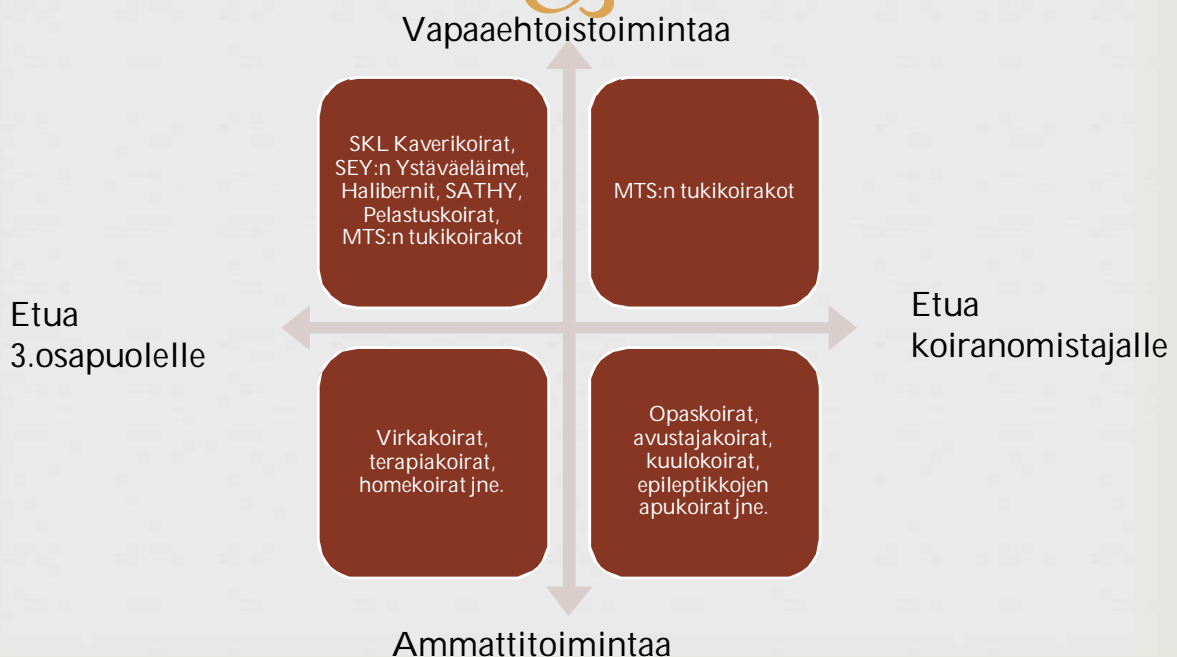 Vapaaehtoistoimintaa
SKL Kaverikoirat,
SEY:n Ystäväeläimet,
Halibernit, SATHY,
Pelastuskoirat,
MTS:n tukikoirakot
MTS:n tukikoirakot
Etua
3.osapuolelle
Etua
koiranomistajalle
Virkakoirat,
terapiakoirat,
homekoirat jne.
Opaskoirat,
avustajakoirat,
kuulokoirat,
epileptikkojen
apukoirat jne.
Ammattitoimintaa